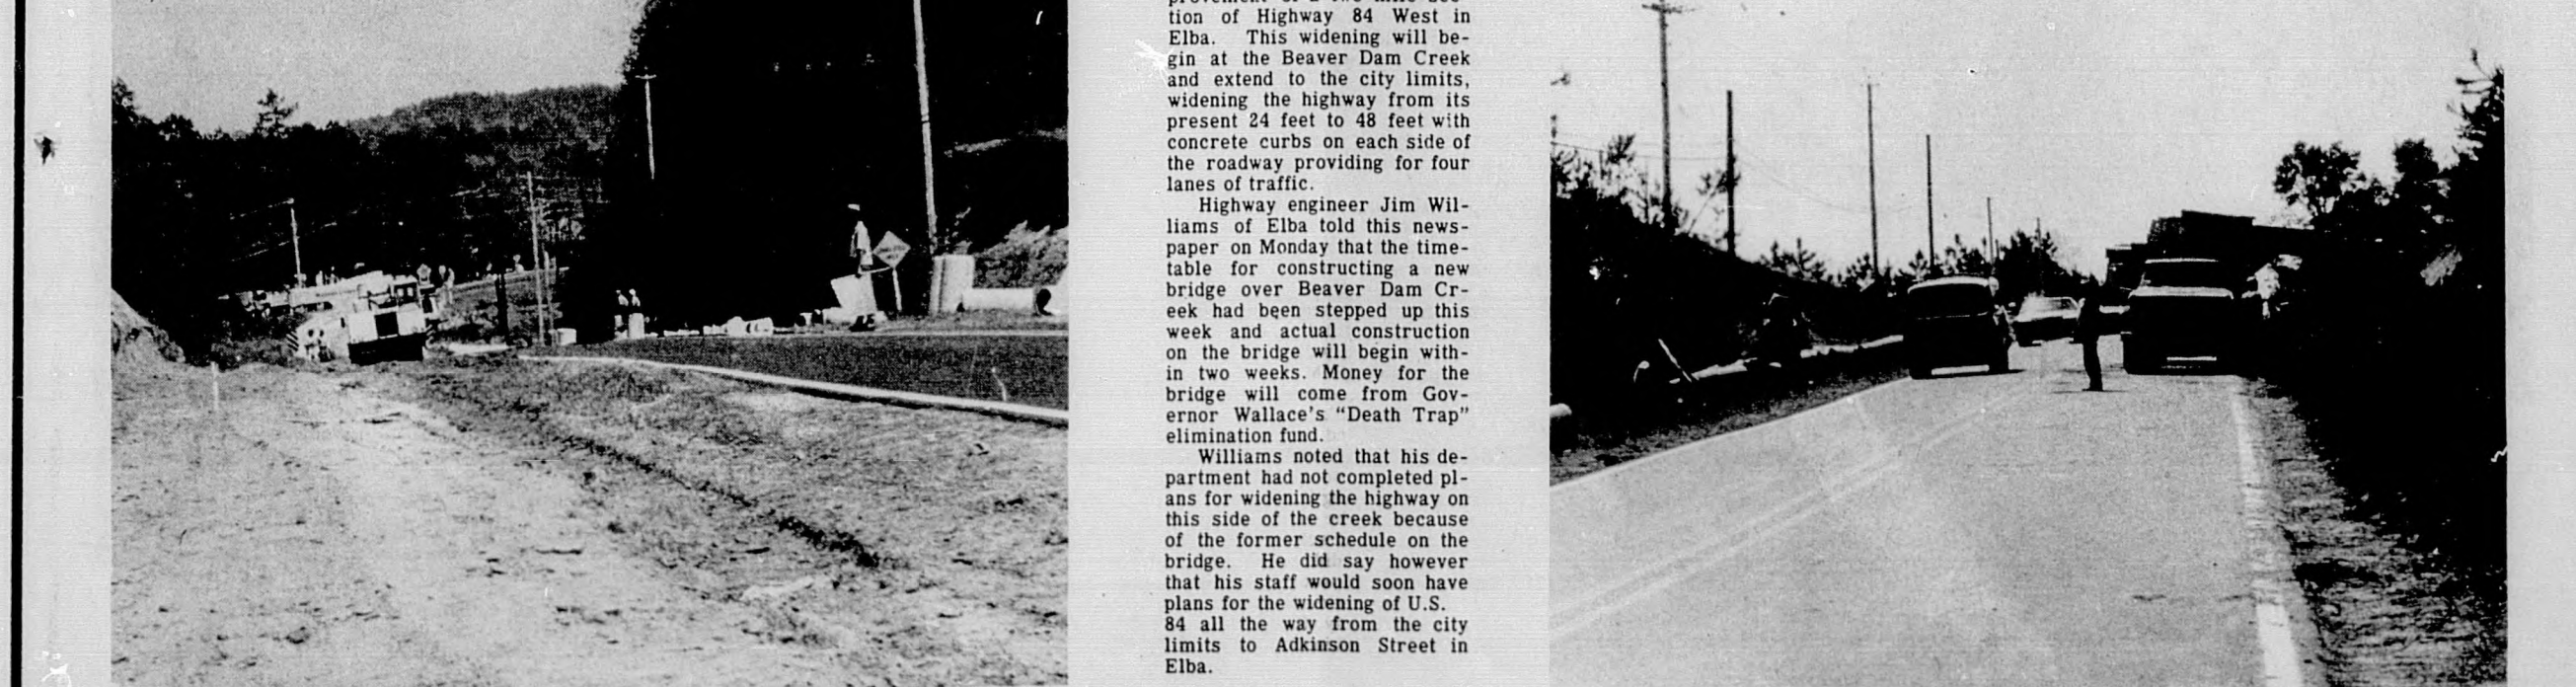 tion of Highway 84 West in
Elba. This widening will be-
gin at the Beaver Dam Creek
and extend to the city limits,
widening the highway from its
present 24 feet to 48 feet with
concrete curbs on each side of
the roadway providing for four
lanes of traffic.
Highway engineer Jim Wil-
liams of Elba told this news-
paper on Monday that the time-
table for constructing a new
bridge over Beaver Dam Cr-
eek had been stepped up this
week and actual construction
on the bridge will begin with-
in two weeks. Money for the
bridge will come from Gov-
ernor Wallace's “Death Trap”
elimination fund.
Williams noted that his de-
partment had not completed pl-
ans for widening the highway on
this side of the creek because
of the former schedule on the
bridge. He did say however
that his staff would soon have
plans for the widening of U.S.
84 all the way from the city
limits to Adkinson Street in
Elba.